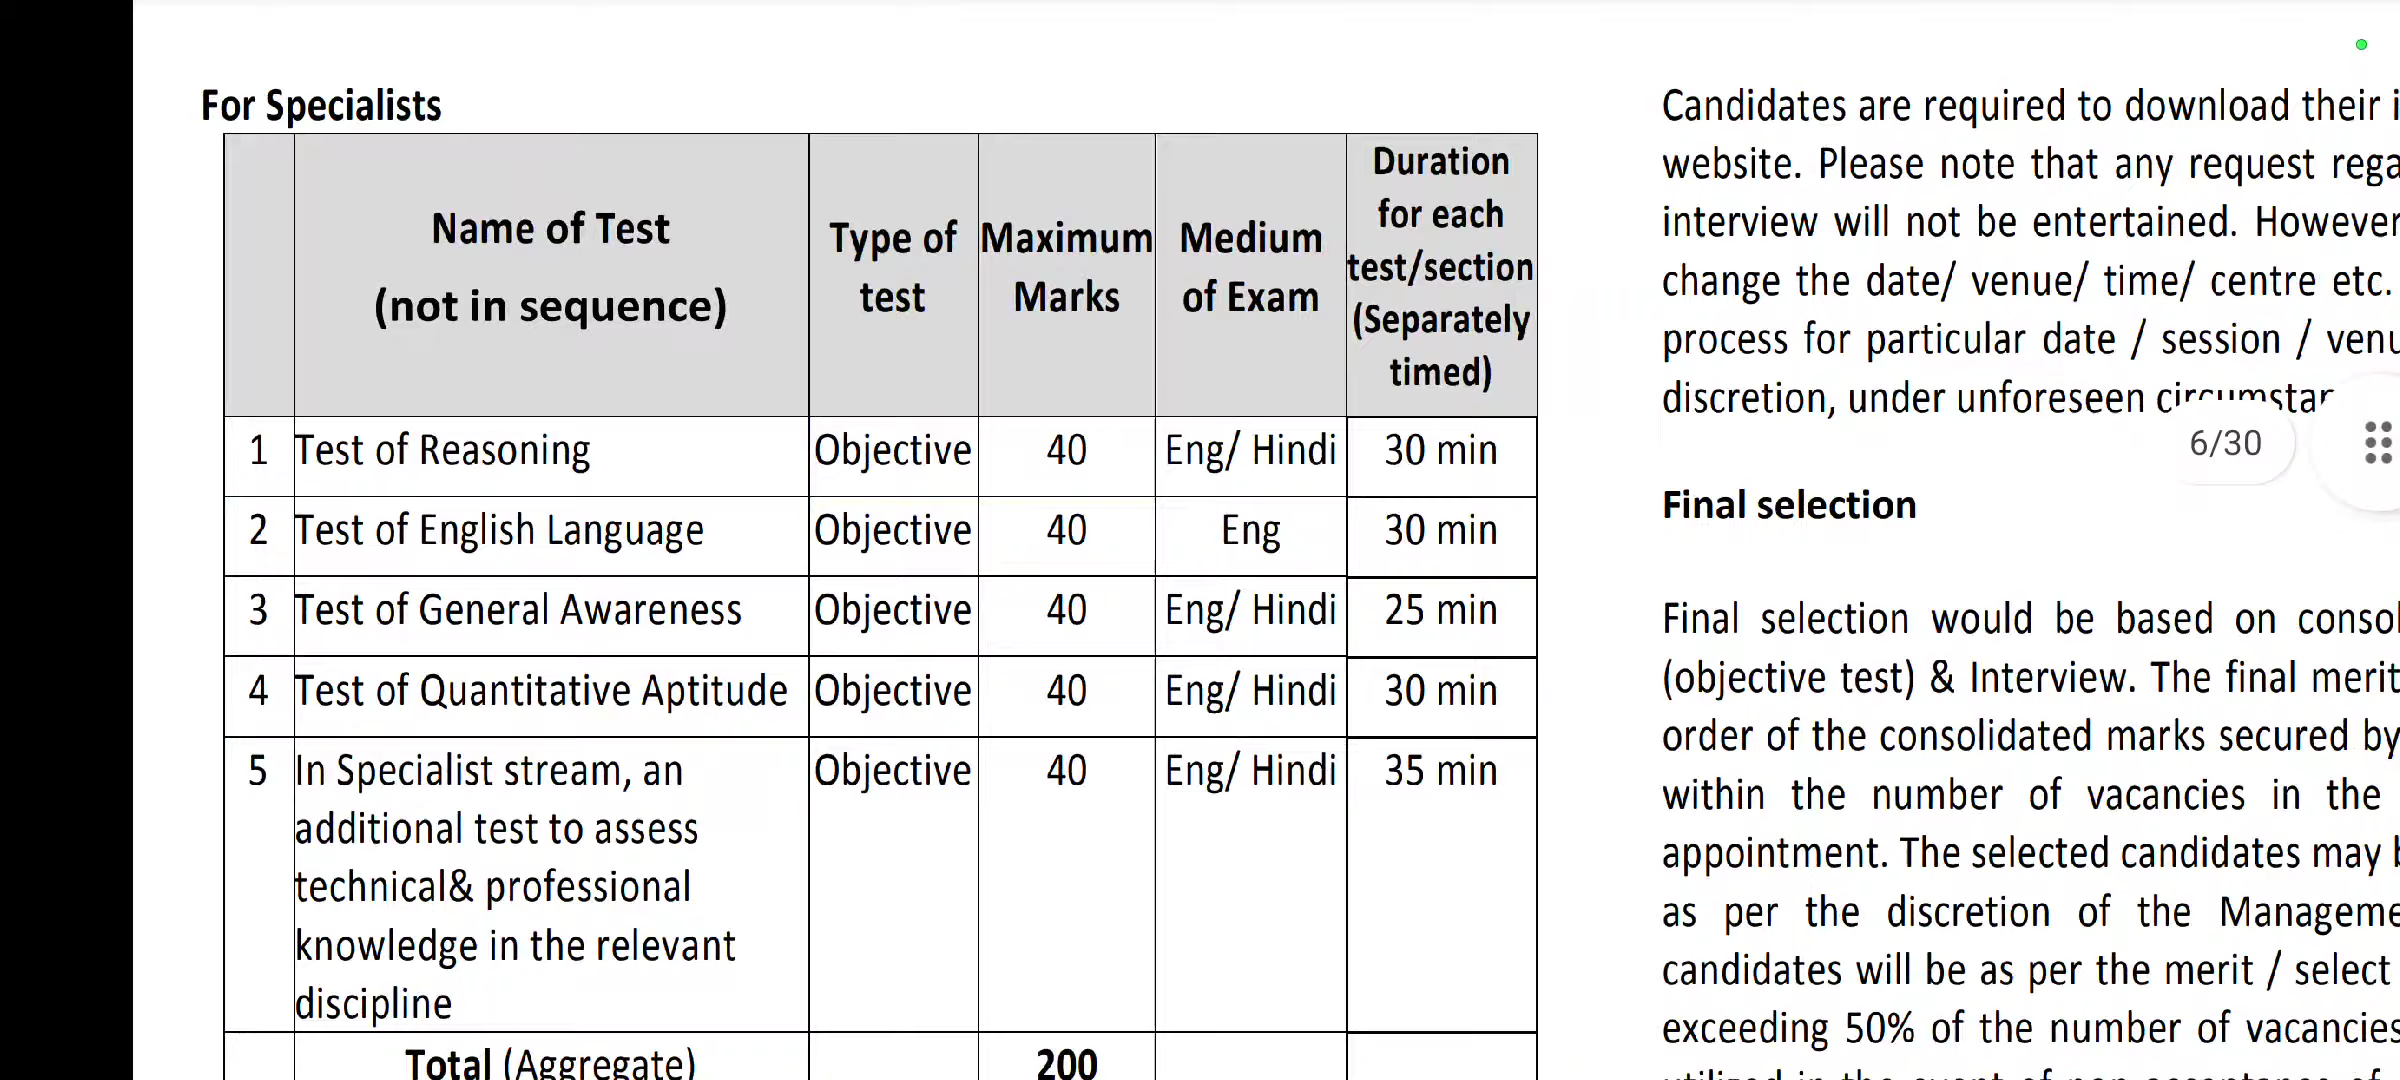 For Specialists
Name of Test
(not in sequence)
Type of
test
Maximum
Marks
Medium
of Exam
Duration
for each
test/section
(Separately
timed)
1 Test of Reasoning Objective 40 Eng/ Hindi 30 min
2 Test of English Language Objective 40 Eng 30 min
3 Test of General Awareness Objective 40 Eng/ Hindi 25 min
4 Test of Quantitative Aptitude Objective 40 Eng/ Hindi 30 min
5 In Specialist stream, an Objective 40 Eng/ Hindi 35 min
additional test to assess
technical& professional
knowledge in the relevant
discipline
Total (Aggregate) 200
Candidates are required to download their
website. Please note that any request
interview will not be entertained. However
change the date/ venue/ time/ centre etc.
process for particular date / session /
discretion, under unforeseen
6/30
Final selection
Final selection would be based on
(objective test) & Interview. The final merit
order of the consolidated marks secured by
within the number of vacancies in the
appointment. The selected candidates may
as per the discretion of the
candidates will be as per the merit / select
exceeding 50% of the number of vacancies